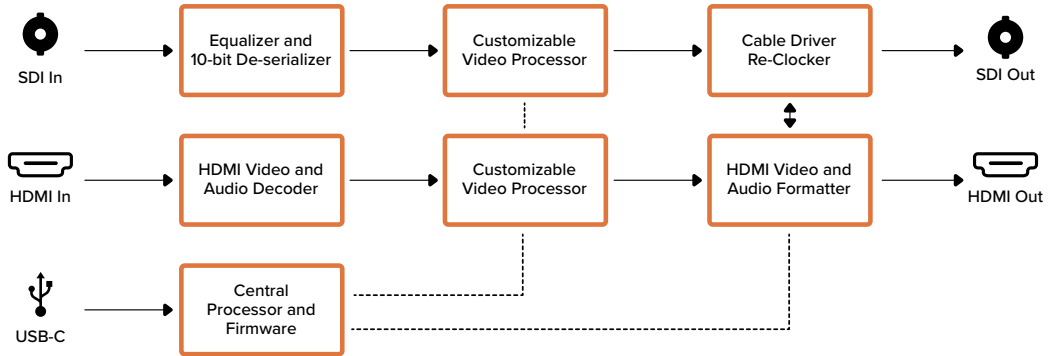 SDI In
Equalizer and
10-bit De-serializer
Customizable
Video Processor
Cable Driver
Re-Clocker
SDI Out
HDMI In
HDMI Video and
Audio Decoder
Customizable
Video Processor
HDMI Video and
Audio Formatter
HDMI Out
USB-C
Central
Processor and
Firmware